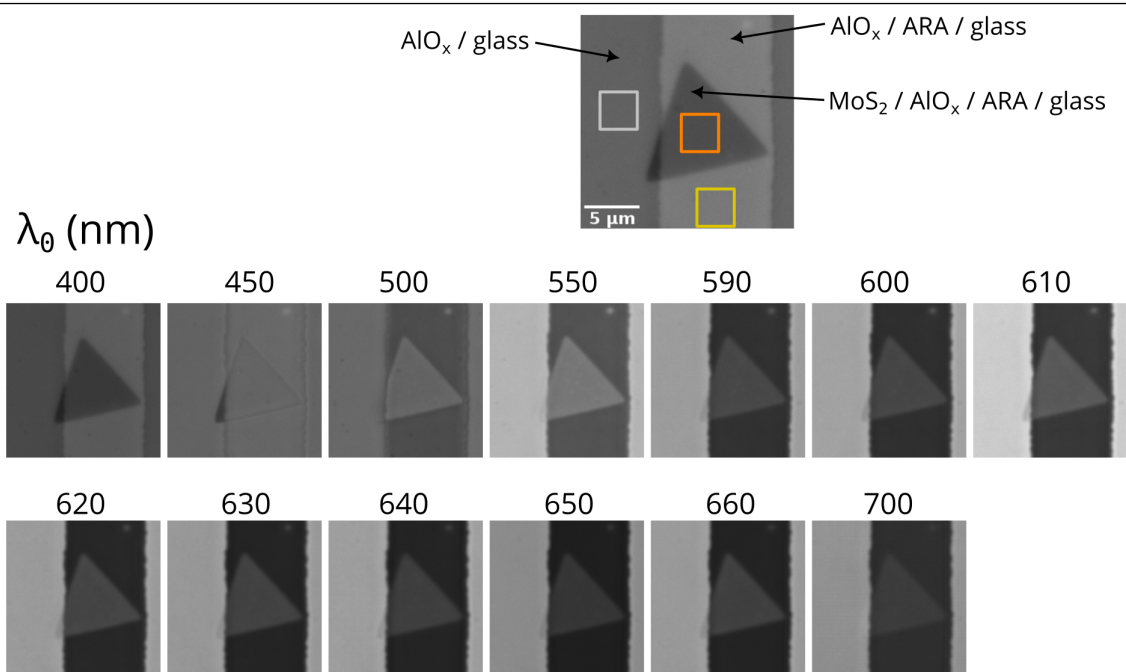 AlOₓ / glass
AlOₓ / ARA / glass
MoS₂ / AlOₓ / ARA / glass
5 μm
λ₀ (nm)
400 450 500 550 590 600 610
620 630 640 650 660 700